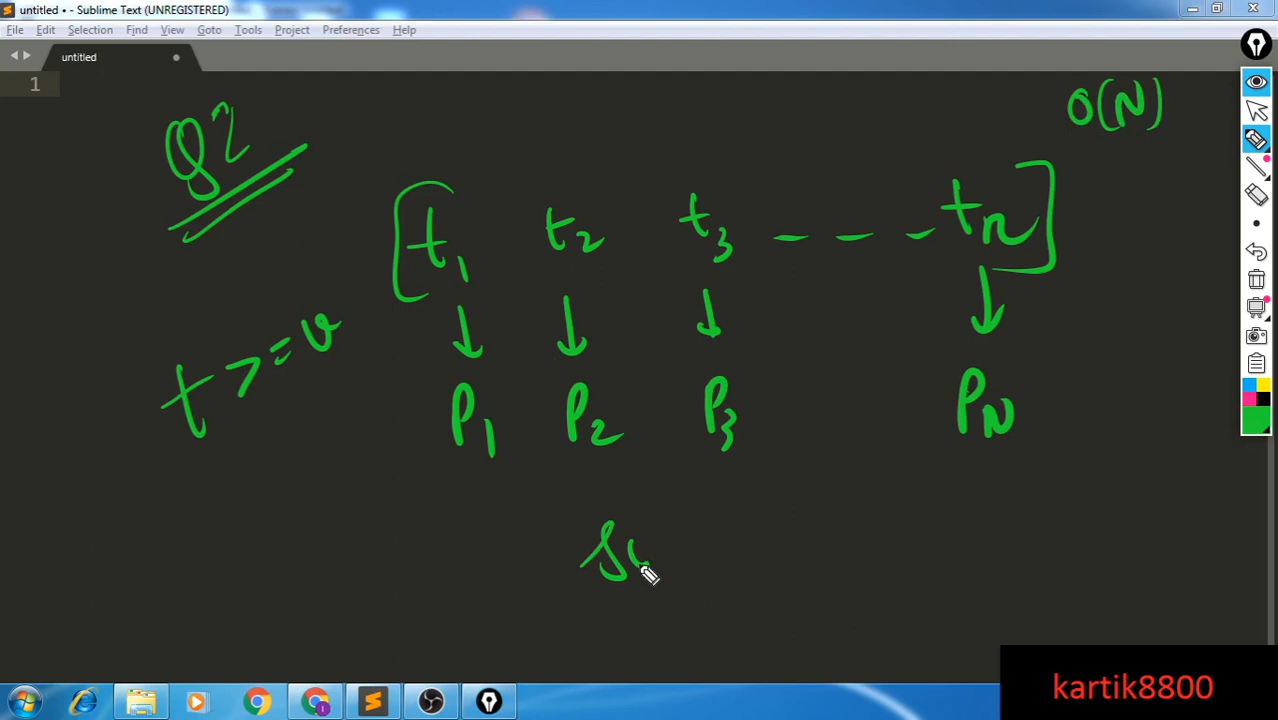 untitled • - Sublime Text (UNREGISTERED)
File Edit Selection Find View Goto Tools Project Preferences Help
untitled
1
O(N)
Q2
[t1 t2 t3 - - - tn]
t >= v
P1 P2 P3 PN
kartik8800